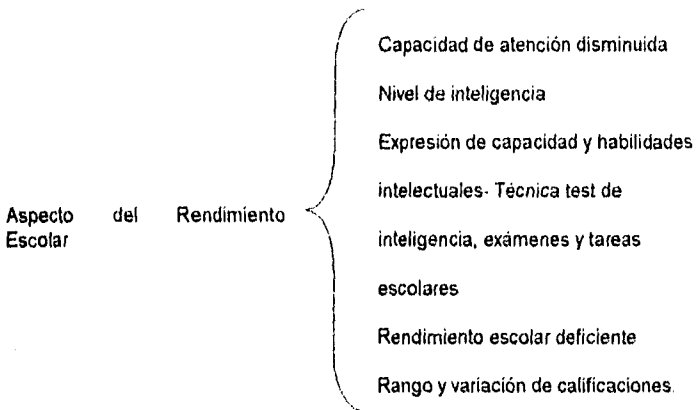 Aspecto del Rendimiento
Escolar
Capacidad de atención disminuida
Nivel de inteligencia
Expresión de capacidad y habilidades
intelectuales- Técnica test de
inteligencia, exámenes y tareas
escolares
Rendimiento escolar deficiente
Rango y variación de calificaciones.